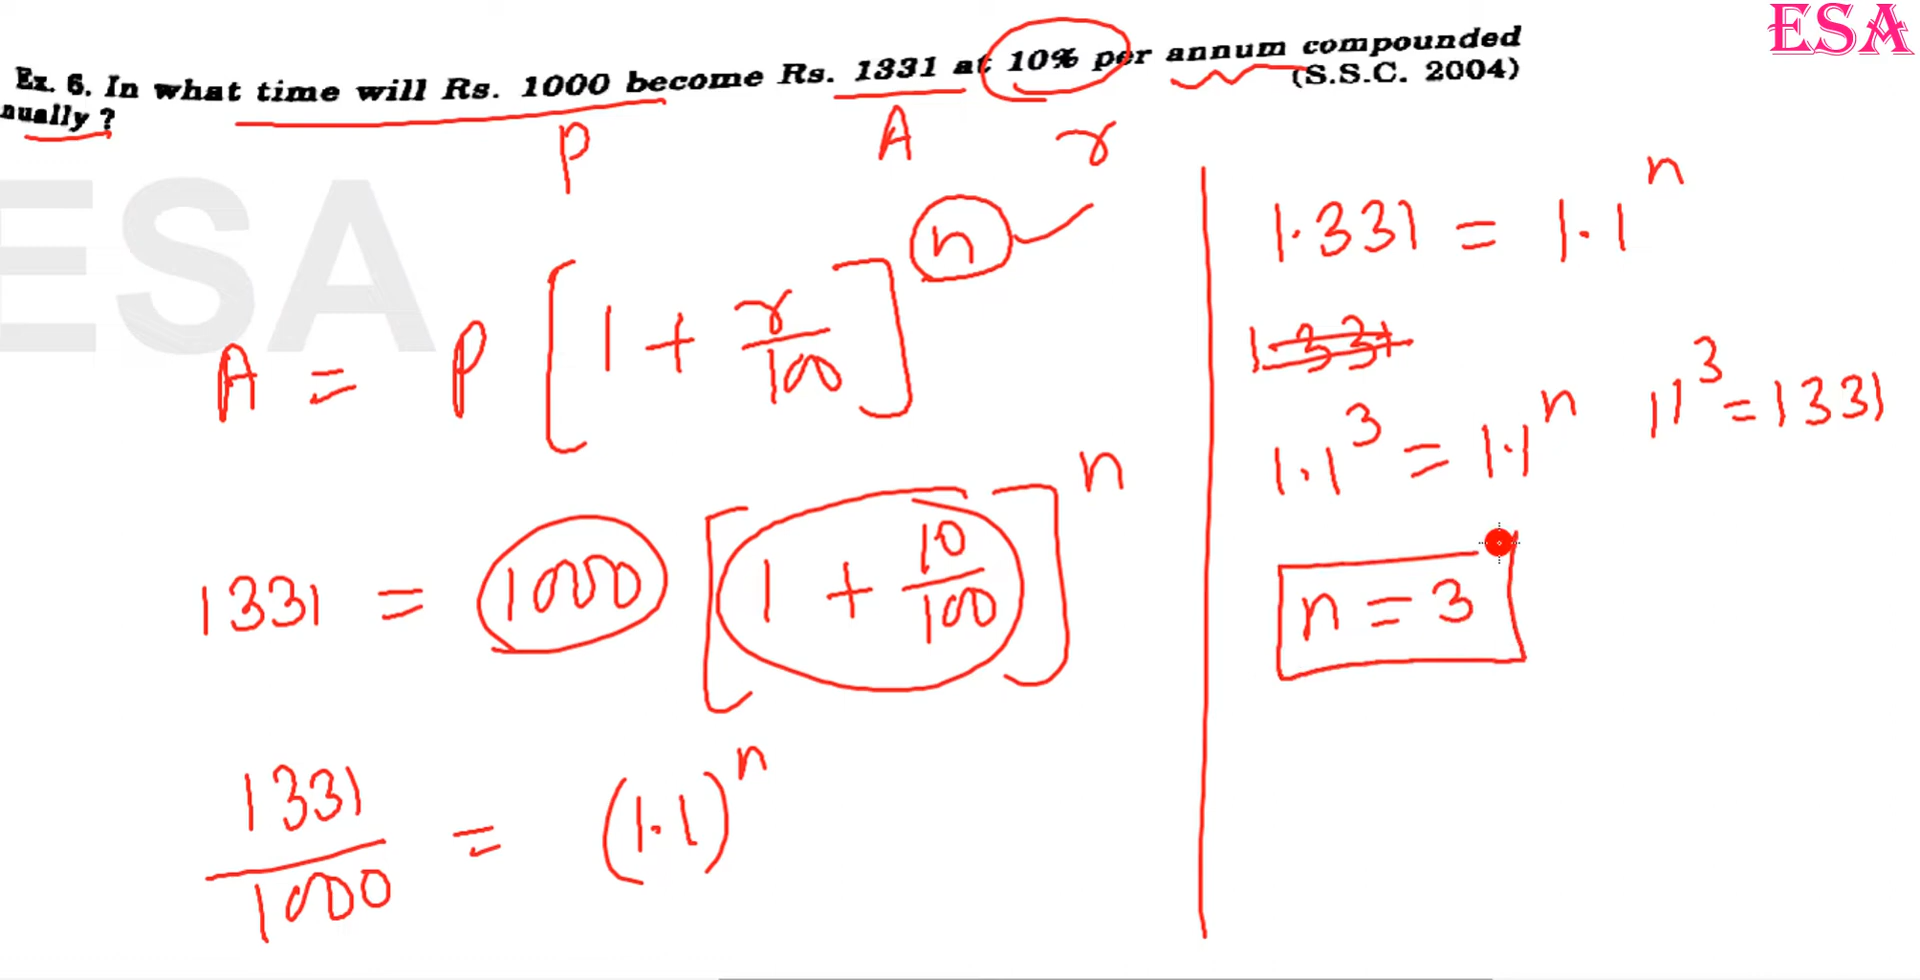 ESA
Ex. 6. In what time will Rs. 1000 become Rs. 1331 at 10% per annum compounded
nually ? (S.S.C. 2004)
P A r
ESA
A = P [1 + r/100]^n
1331 = 1000 [1 + 10/100]^n
1331/1000 = (1.1)^n
1.331 = 1.1^n
1331
1.1^3 = 1.1^n 11^3 = 1331
n = 3